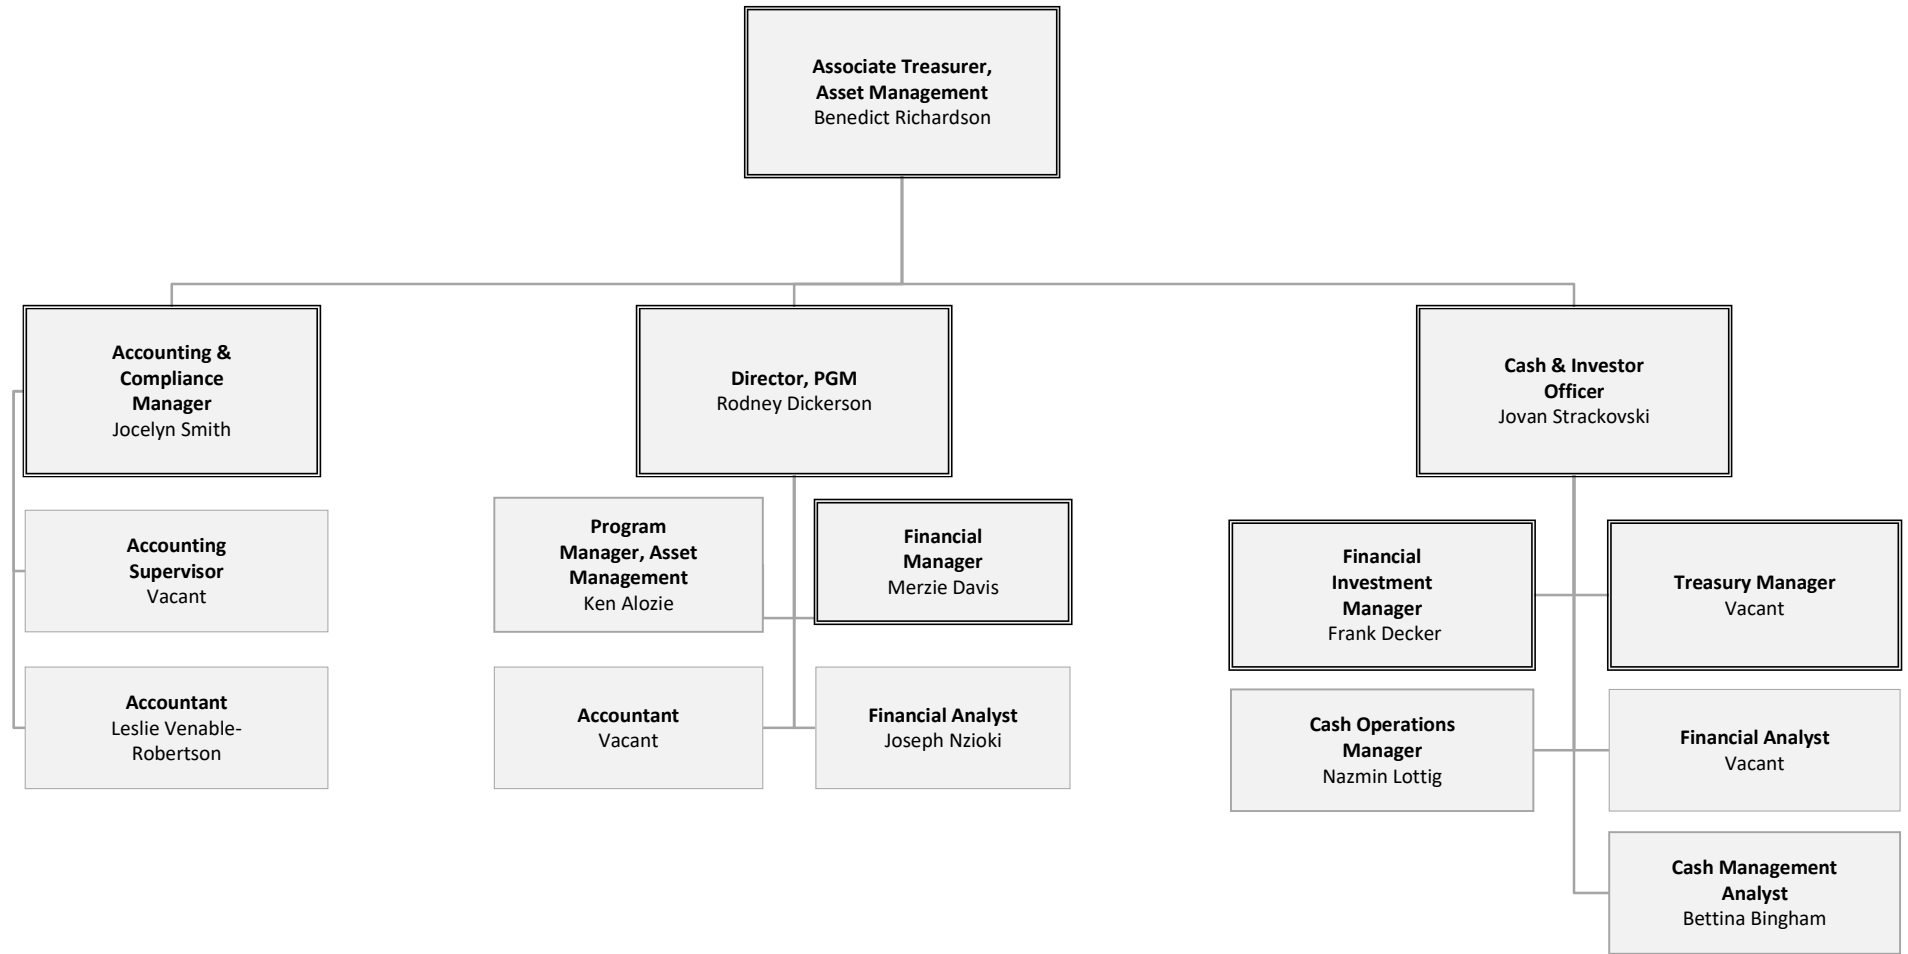 Associate Treasurer,
Asset Management
Benedict Richardson
Accounting &
Compliance
Manager
Jocelyn Smith
Director, PGM
Rodney Dickerson
Cash & Investor
Officer
Jovan Strackovski
Accounting
Supervisor
Vacant
Accountant
Leslie Venable-
Robertson
Program
Manager, Asset
Management
Ken Alozie
Financial
Manager
Merzie Davis
Accountant
Vacant
Financial Analyst
Joseph Nzioki
Financial
Investment
Manager
Frank Decker
Treasury Manager
Vacant
Cash Operations
Manager
Nazmin Lottig
Financial Analyst
Vacant
Cash Management
Analyst
Bettina Bingham